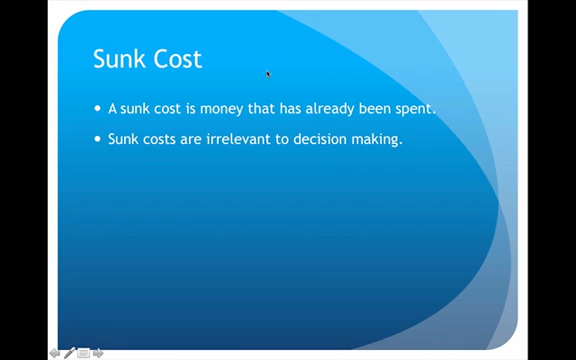 Sunk Cost
• A sunk cost is money that has already been spent.
• Sunk costs are irrelevant to decision making.